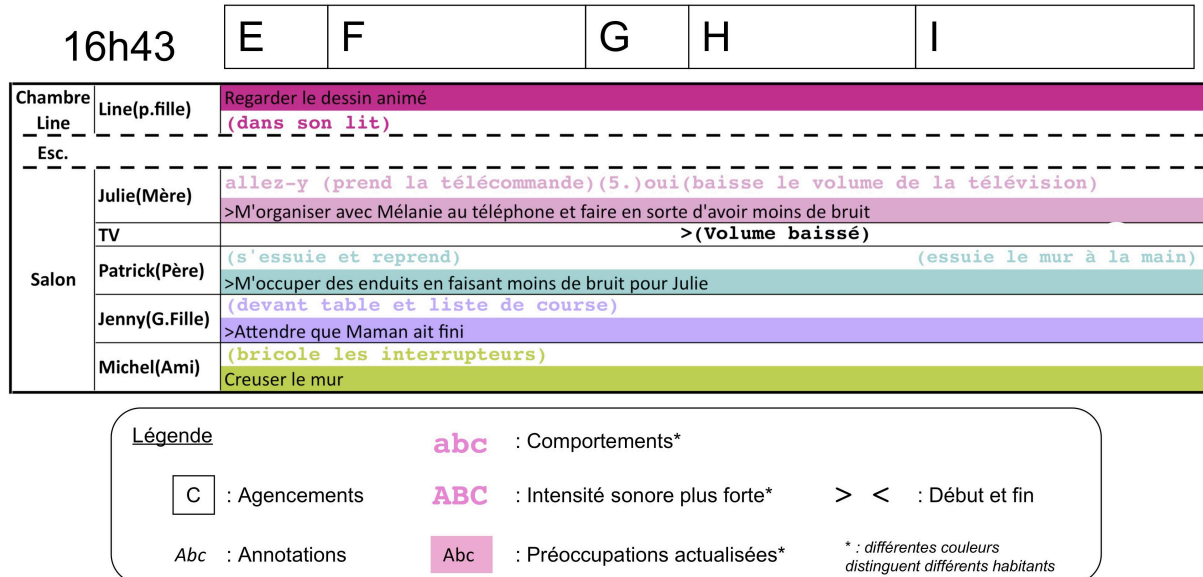 16h43 E F G H I
Chambre Line Line(p.fille) Regarder le dessin animé
(dans son lit)
Esc.
Salon
Julie(Mère) allez-y (prend la télécommande)(5.)oui(baisse le volume de la télévision)
>M'organiser avec Mélanie au téléphone et faire en sorte d'avoir moins de bruit
TV >(Volume baissé)
Patrick(Père) (s'essuie et reprend) (essuie le mur à la main)
>M'occuper des enduits en faisant moins de bruit pour Julie
Jenny(G.Fille) (devant table et liste de course)
>Attendre que Maman ait fini
Michel(Ami) (bricole les interrupteurs)
Creuser le mur
Légende
abc : Comportements*
C : Agencements
ABC : Intensité sonore plus forte*
> < : Début et fin
Abc : Annotations
Abc : Préoccupations actualisées*
* : différentes couleurs
distinguent différents habitants